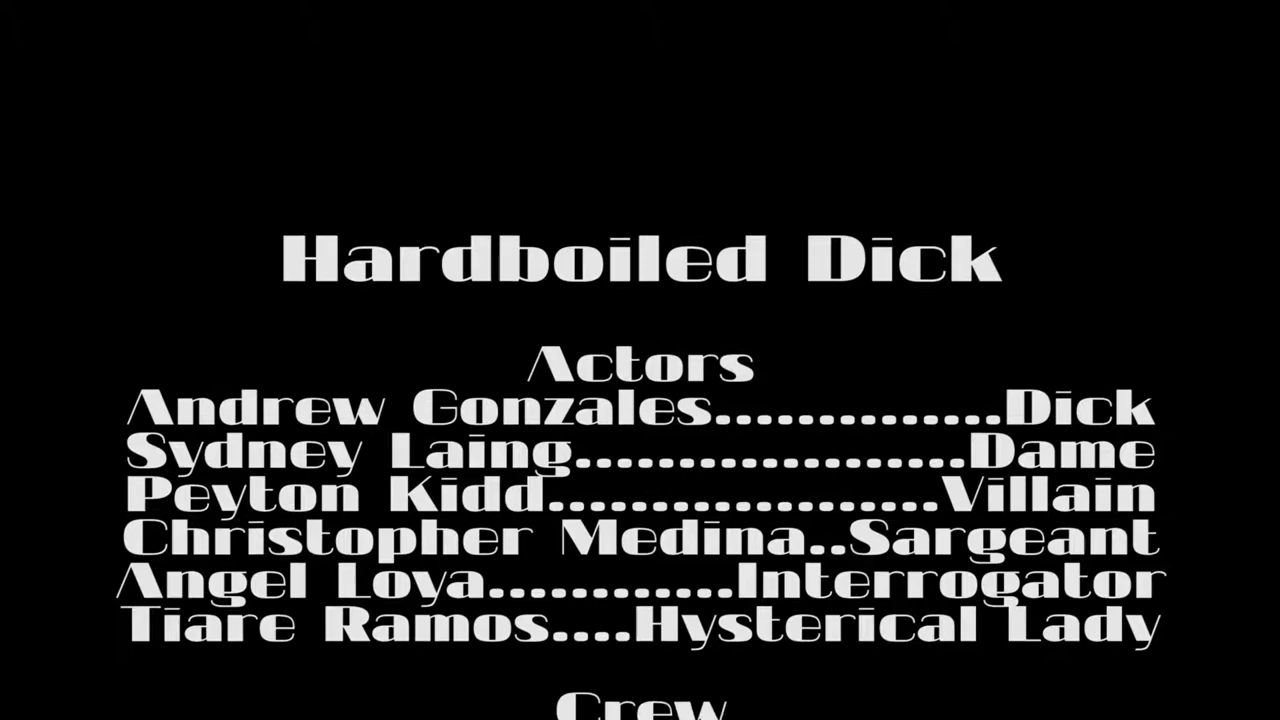 Hardboiled Dick
Actors
Andrew Gonzales..............Dick
Sydney Laing...................Dame
Peyton Kidd...................Villain
Christopher Medina..Sargeant
Angel Loya............Interrogator
Tiare Ramos....Hysterical Lady
Crew